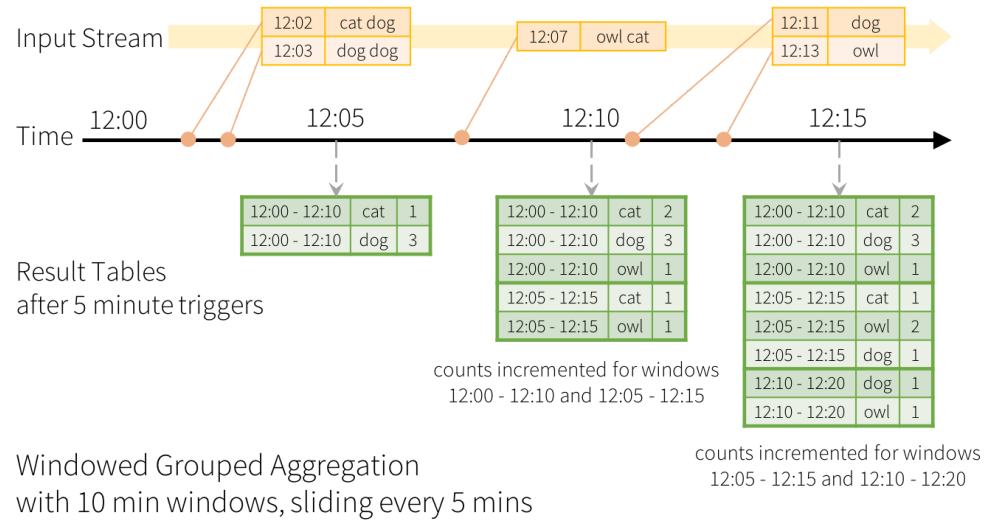 Input Stream
12:02 cat dog
12:03 dog dog
12:07 owl cat
12:11 dog
12:13 owl
Time
12:00
12:05
12:10
12:15
Result Tables
after 5 minute triggers
12:00 - 12:10 cat 1
12:00 - 12:10 dog 3
12:00 - 12:10 cat 2
12:00 - 12:10 dog 3
12:00 - 12:10 owl 1
12:05 - 12:15 cat 1
12:05 - 12:15 owl 1
counts incremented for windows
12:00 - 12:10 and 12:05 - 12:15
12:00 - 12:10 cat 2
12:00 - 12:10 dog 3
12:00 - 12:10 owl 1
12:05 - 12:15 cat 1
12:05 - 12:15 owl 2
12:05 - 12:15 dog 1
12:10 - 12:20 dog 1
12:10 - 12:20 owl 1
counts incremented for windows
12:05 - 12:15 and 12:10 - 12:20
Windowed Grouped Aggregation
with 10 min windows, sliding every 5 mins